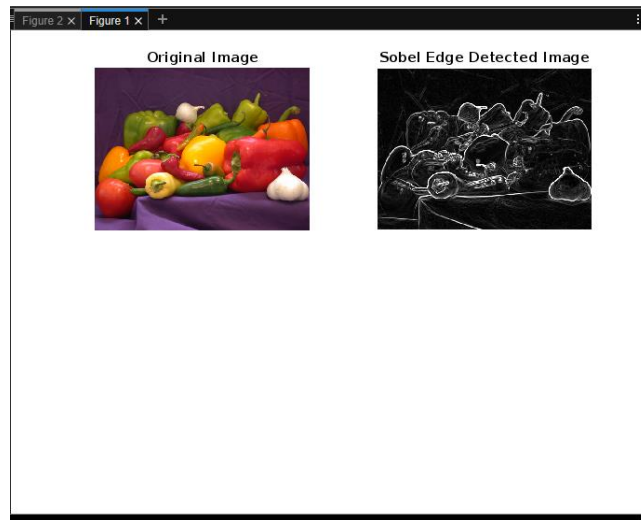 Figure 2 × Figure 1 × +
Original Image
Sobel Edge Detected Image